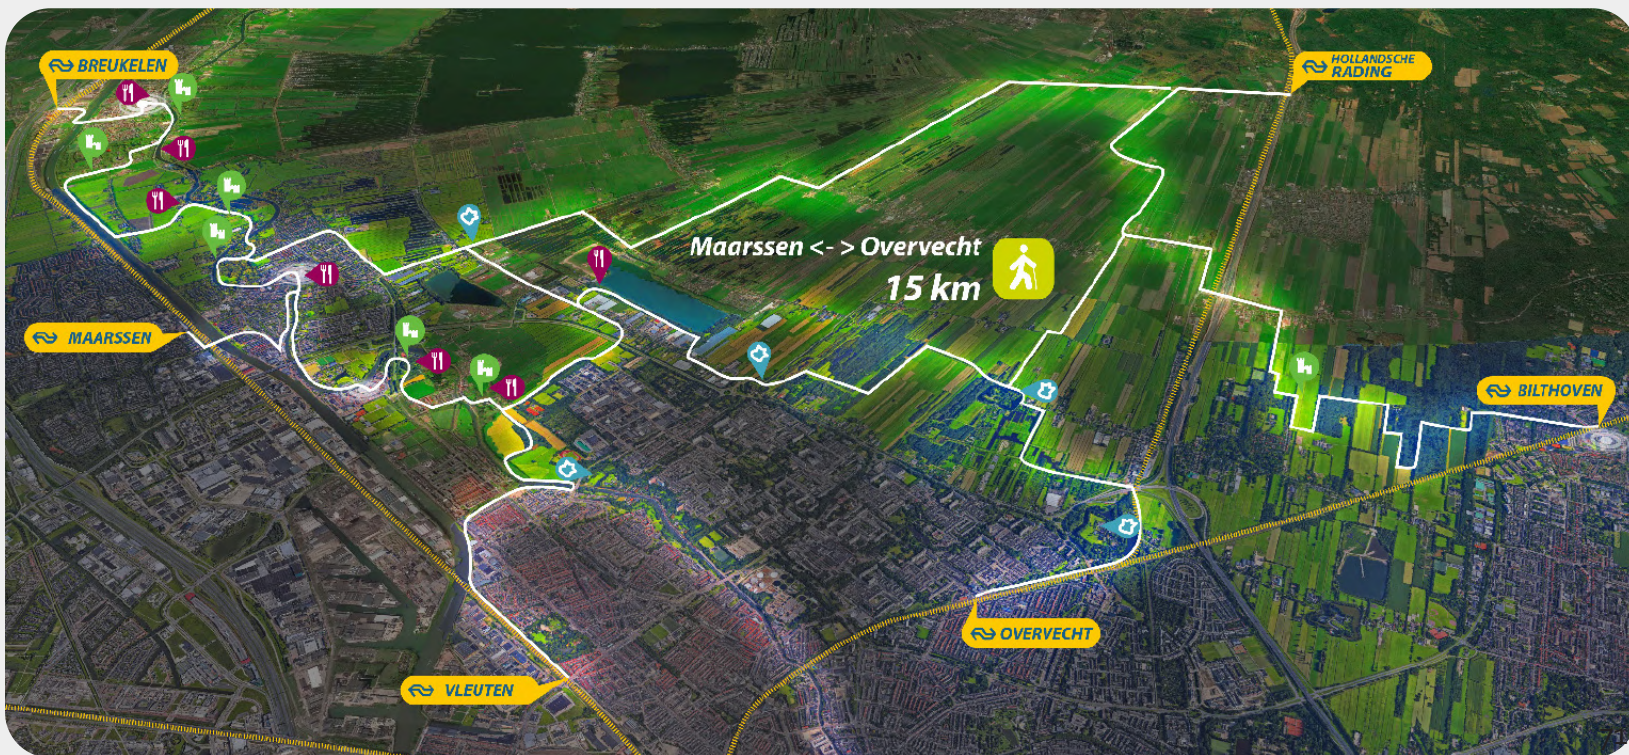 BREUKELEN
HOLLANDSCHE
RADING
Maarssen <- > Overvecht
15 km
MAARSSEN
BILTHOVEN
OVERVECHT
VLEUTEN